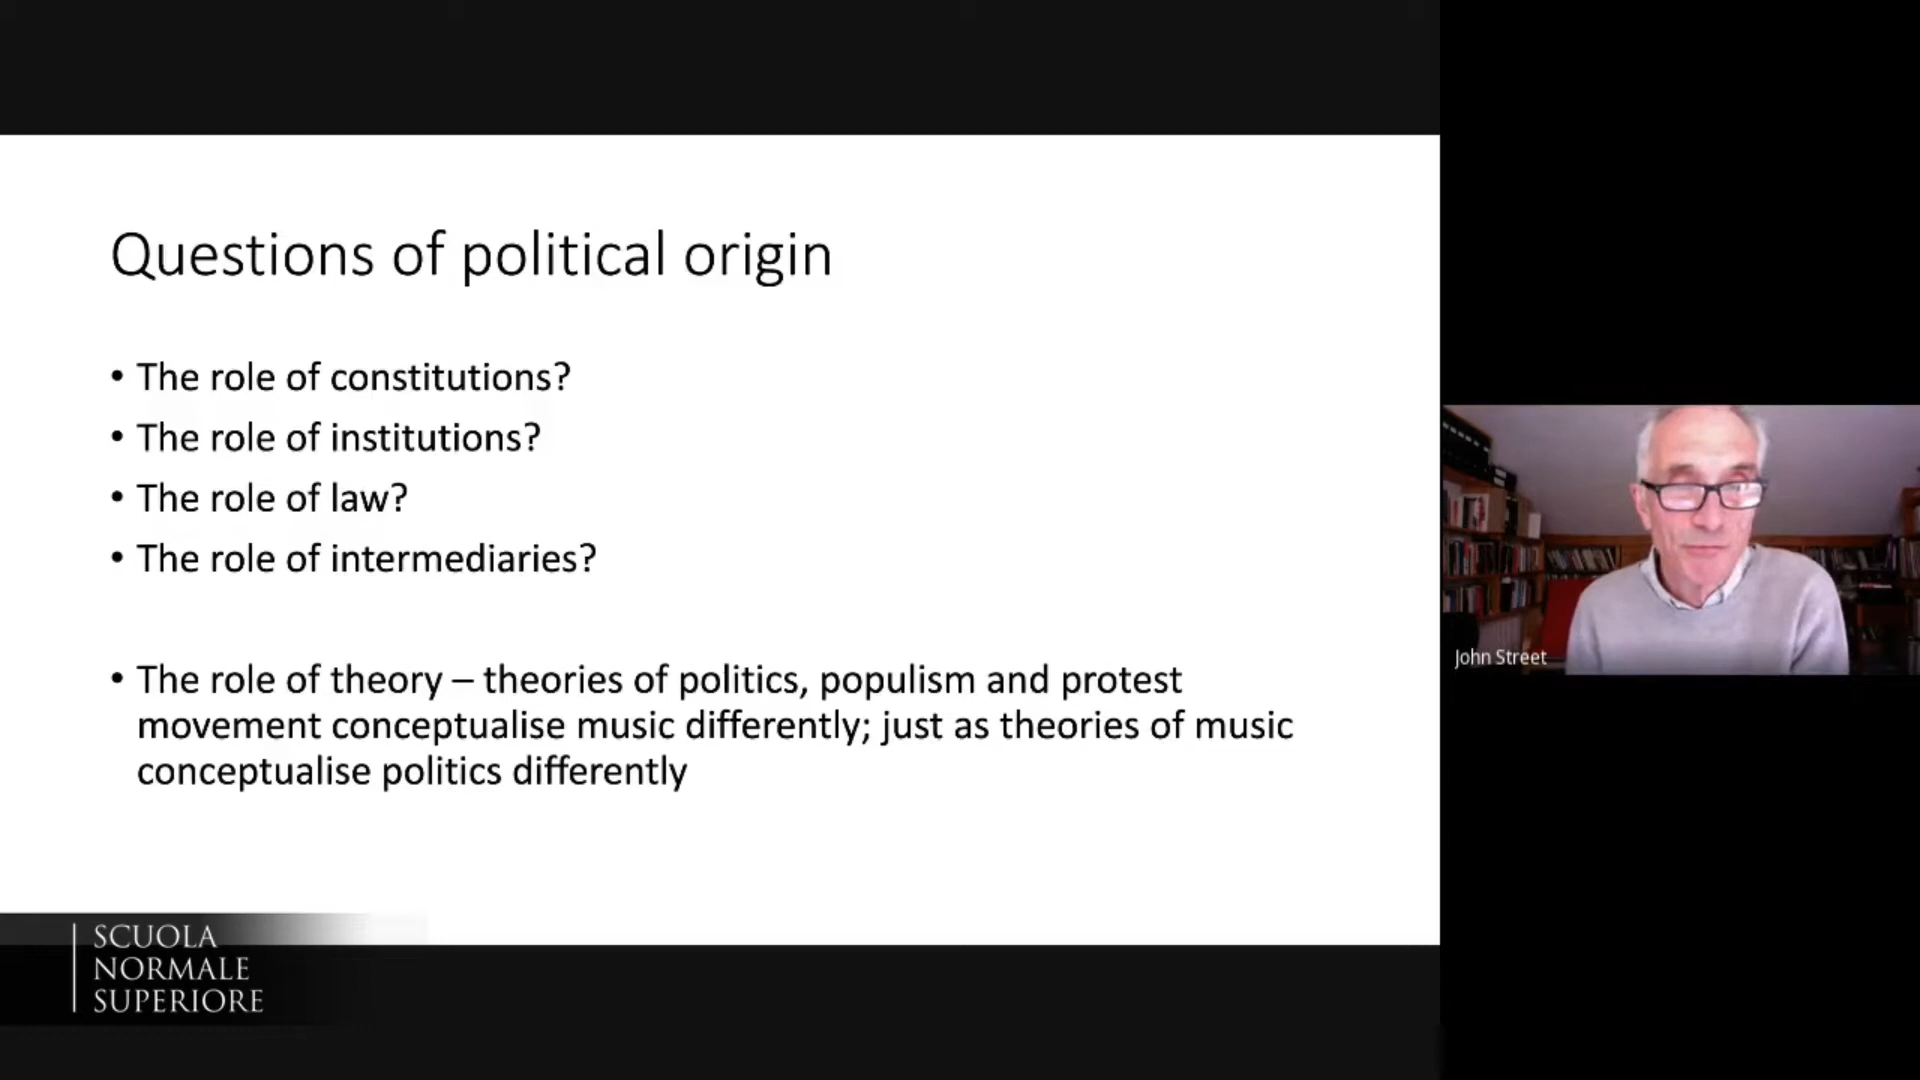 Questions of political origin
• The role of constitutions?
• The role of institutions?
• The role of law?
• The role of intermediaries?
• The role of theory – theories of politics, populism and protest
movement conceptualise music differently; just as theories of music
conceptualise politics differently
John Street
SCUOLA
NORMALE
SUPERIORE